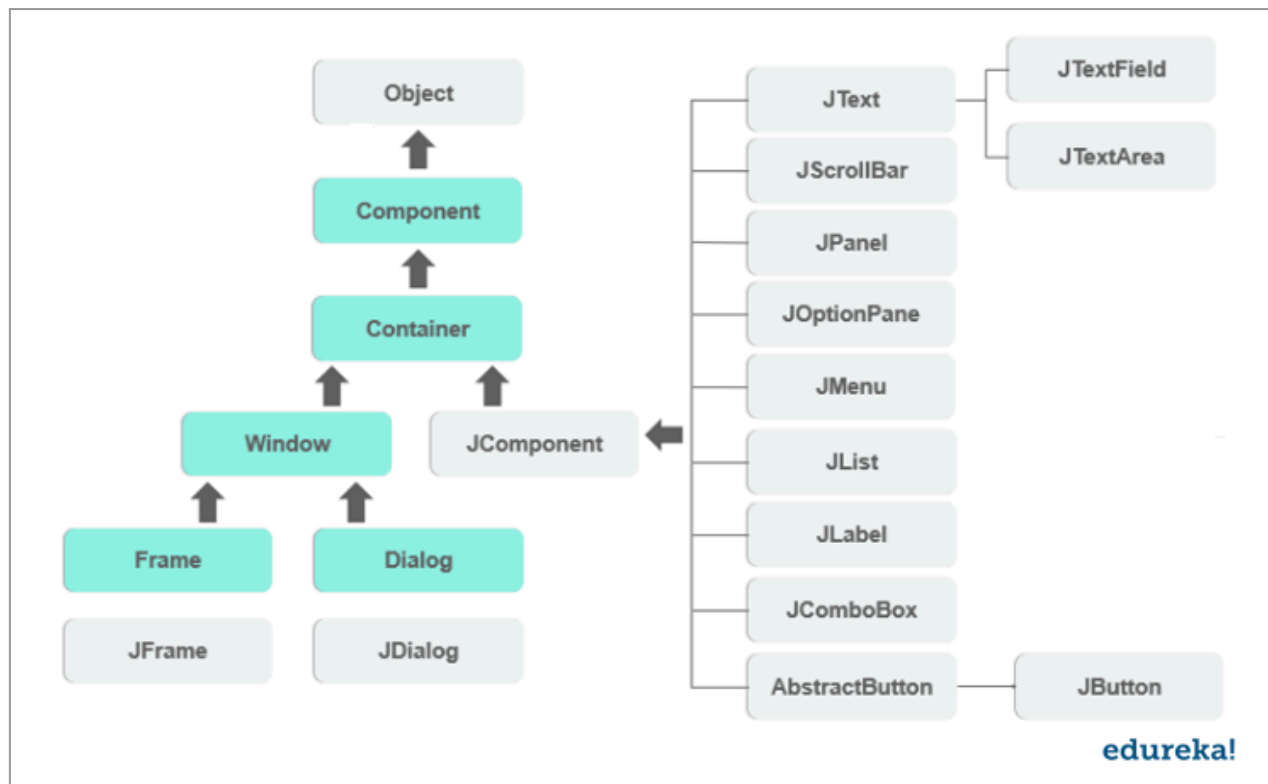 Object
Component
Container
Window
JComponent
Frame
Dialog
JFrame
JDialog
JText
JTextField
JTextArea
JScrollBar
JPanel
JOptionPane
JMenu
JList
JLabel
JComboBox
AbstractButton
JButton
edureka!